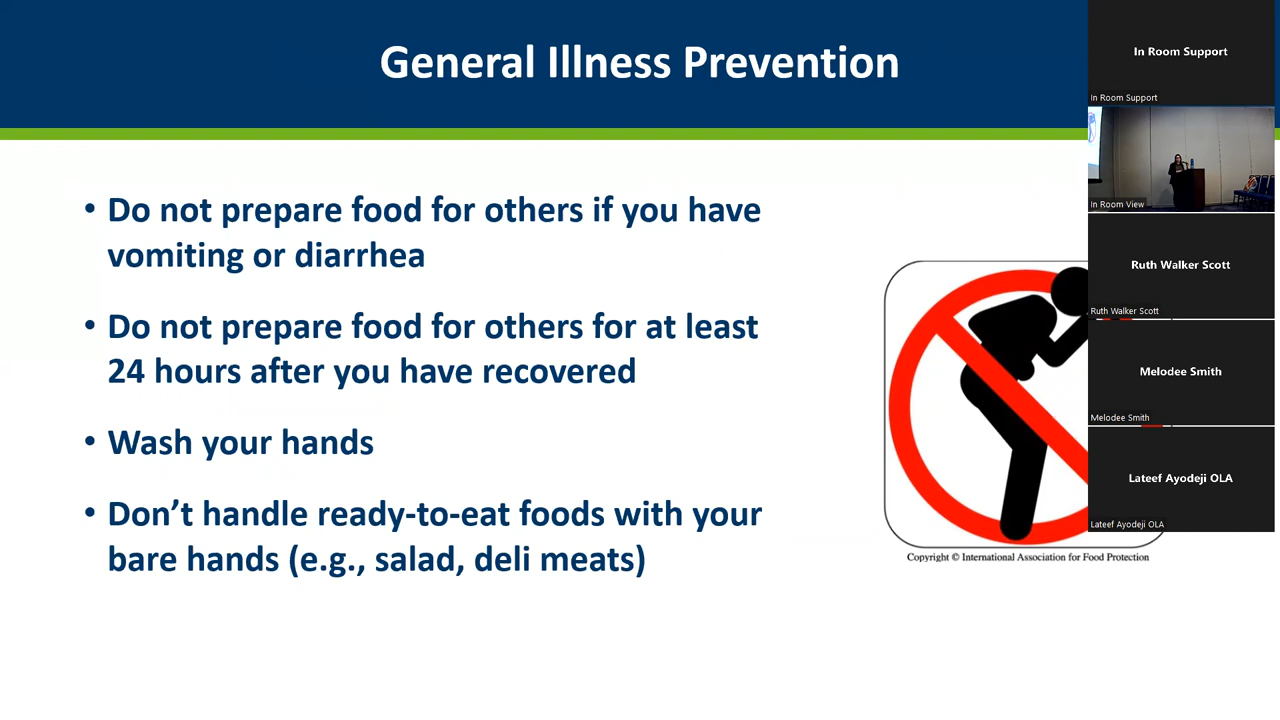 General Illness Prevention
• Do not prepare food for others if you have
vomiting or diarrhea
• Do not prepare food for others for at least
24 hours after you have recovered
• Wash your hands
• Don’t handle ready-to-eat foods with your
bare hands (e.g., salad, deli meats)
Copyright © International Association for Food Protection
In Room Support
In Room Support
In Room View
Ruth Walker Scott
Ruth Walker Scott
Melodee Smith
Melodee Smith
Lateef Ayodeji OLA
Lateef Ayodeji OLA